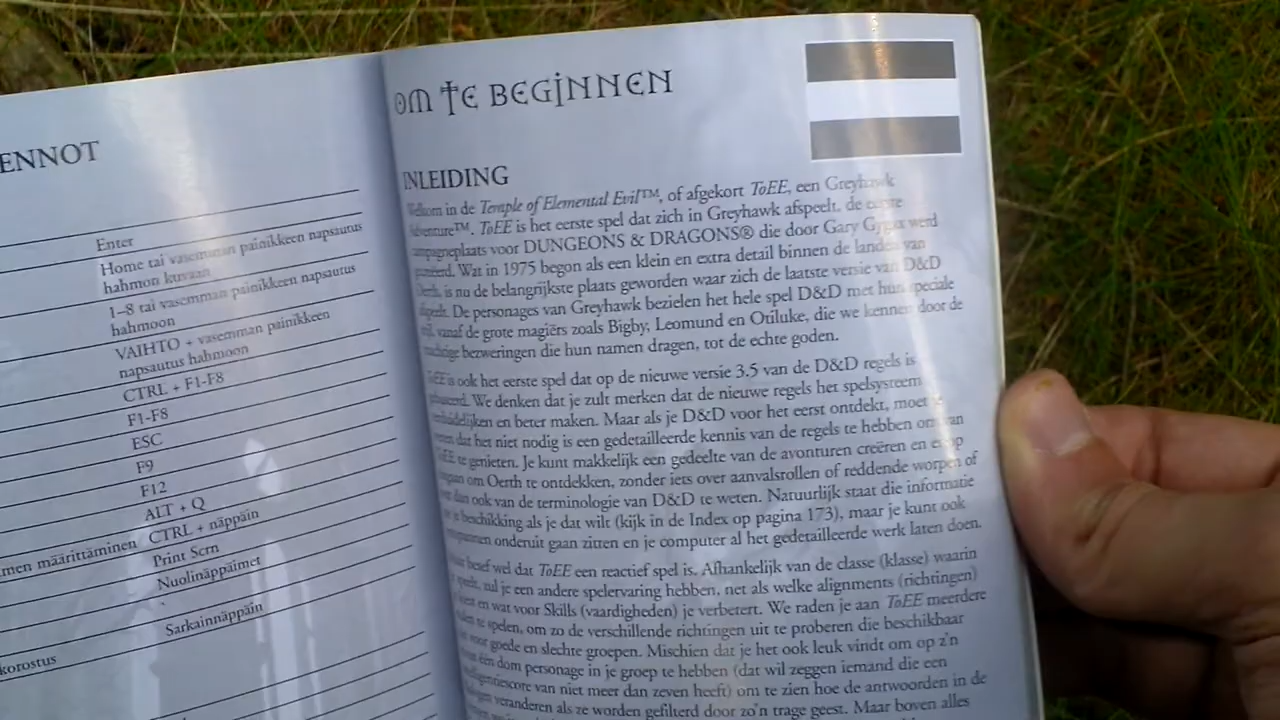 ENNOT
Enter
Home tai vasemman painikkeen napsautus
hahmon kuvaan
1–8 tai vasemman painikkeen napsautus
hahmoon
VAIHTO + vasemman painikkeen
napsautus hahmoon
CTRL + F1-F8
F1-F8
ESC
F9
F12
ALT + Q
men määrittäminen CTRL + näppäin
Print Scrn
Nuolinäppäimet
Sarkainnäppäin
korostus
OM TE BEGINNEN
INLEIDING
in de Temple of Elemental Evil™, of afgekort ToEE, een Greyhawk
ToEE is het eerste spel dat zich in Greyhawk afspeelt, de eerste
voor DUNGEONS & DRAGONS® die door Gary Gygax werd
Wat in 1975 begon als een klein en extra detail binnen de landen van
Oerth, is nu de belangrijkste plaats geworden waar zich de laatste versie van D&D
De personages van Greyhawk bezielen het hele spel D&D met hun speciale
vanaf de grote magiërs zoals Bigby, Leomund en Otiluke, die we kennen door de
bezweringen die hun namen dragen, tot de echte goden.
is ook het eerste spel dat op de nieuwe versie 3.5 van de D&D regels is
We denken dat je zult merken dat de nieuwe regels het spelsysteem
en beter maken. Maar als je D&D voor het eerst ontdekt, moet
dat het niet nodig is een gedetailleerde kennis van de regels te hebben om van
te genieten. Je kunt makkelijk een gedeelte van de avonturen creëren en erop
om Oerth te ontdekken, zonder iets over aanvalsrollen of reddende worpen of
dan ook van de terminologie van D&D te weten. Natuurlijk staat die informatie
je beschikking als je dat wilt (kijk in de Index op pagina 173), maar je kunt ook
onderuit gaan zitten en je computer al het gedetailleerde werk laten doen.
besef wel dat ToEE een reactief spel is. Afhankelijk van de classe (klasse) waarin
zul je een andere spelervaring hebben, net als welke alignments (richtingen)
en wat voor Skills (vaardigheden) je verbetert. We raden je aan ToEE meerdere
te spelen, om zo de verschillende richtingen uit te proberen die beschikbaar
voor goede en slechte groepen. Mischien dat je het ook leuk vindt om op z'n
één dom personage in je groep te hebben (dat wil zeggen iemand die een
van niet meer dan zeven heeft) om te zien hoe de antwoorden in de
veranderen als ze worden gefilterd door zo'n trage geest. Maar boven alles